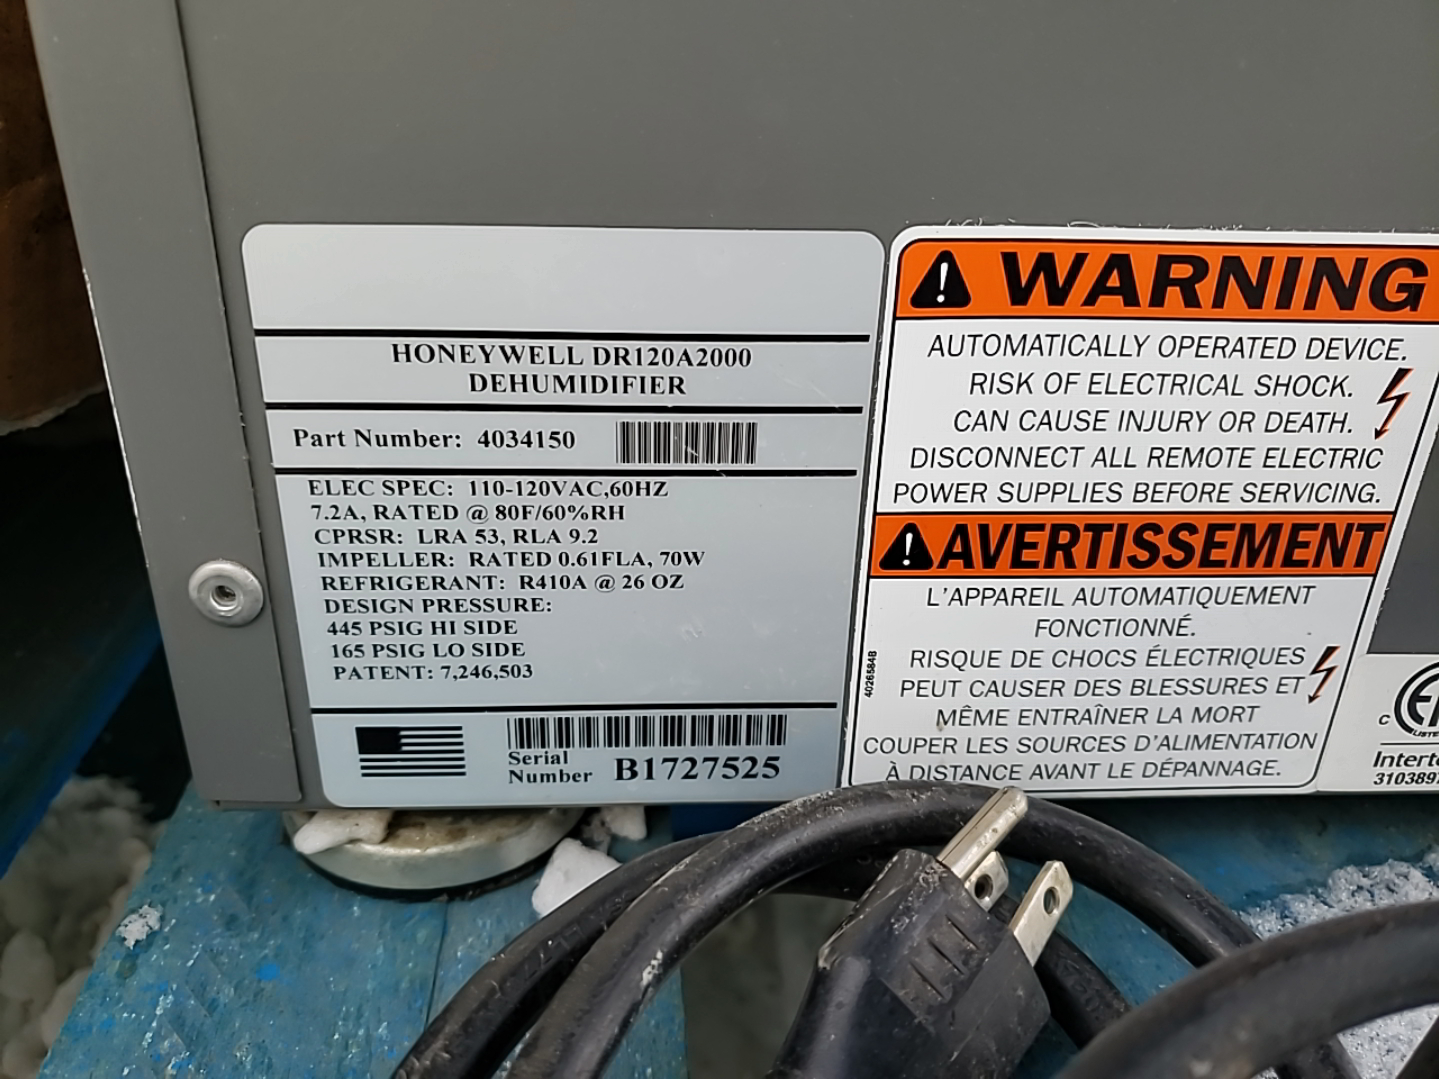 HONEYWELL DR120A2000
DEHUMIDIFIER
Part Number: 4034150
ELEC SPEC: 110-120VAC,60HZ
7.2A, RATED @ 80F/60%RH
CPRSR: LRA 53, RLA 9.2
IMPELLER: RATED 0.61FLA, 70W
REFRIGERANT: R410A @ 26 OZ
DESIGN PRESSURE:
445 PSIG HI SIDE
165 PSIG LO SIDE
PATENT: 7,246,503
Serial
Number B1727525
WARNING
AUTOMATICALLY OPERATED DEVICE.
RISK OF ELECTRICAL SHOCK.
CAN CAUSE INJURY OR DEATH.
DISCONNECT ALL REMOTE ELECTRIC
POWER SUPPLIES BEFORE SERVICING.
AVERTISSEMENT
L'APPAREIL AUTOMATIQUEMENT
FONCTIONNÉ.
RISQUE DE CHOCS ÉLECTRIQUES
PEUT CAUSER DES BLESSURES ET
MÊME ENTRAÎNER LA MORT
COUPER LES SOURCES D'ALIMENTATION
À DISTANCE AVANT LE DÉPANNAGE.
4026584B
C